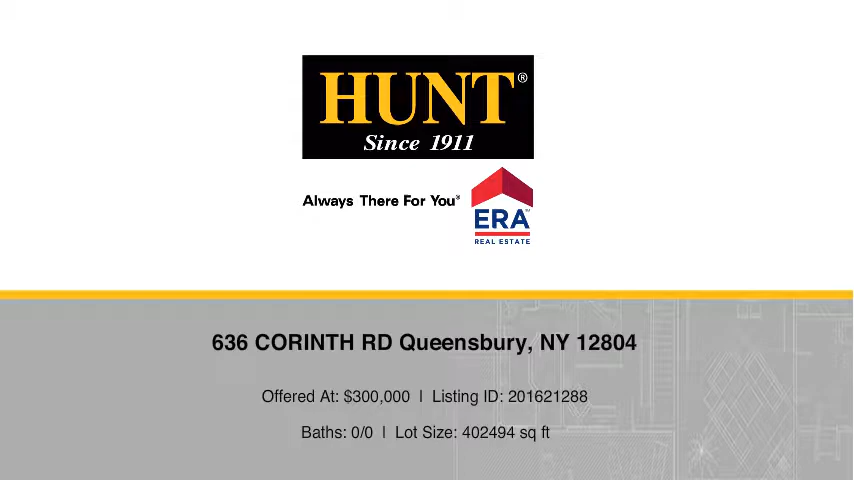 HUNT®
Since 1911
Always There For You®
ERA™
REAL ESTATE
636 CORINTH RD Queensbury, NY 12804
Offered At: $300,000 | Listing ID: 201621288
Baths: 0/0 | Lot Size: 402494 sq ft